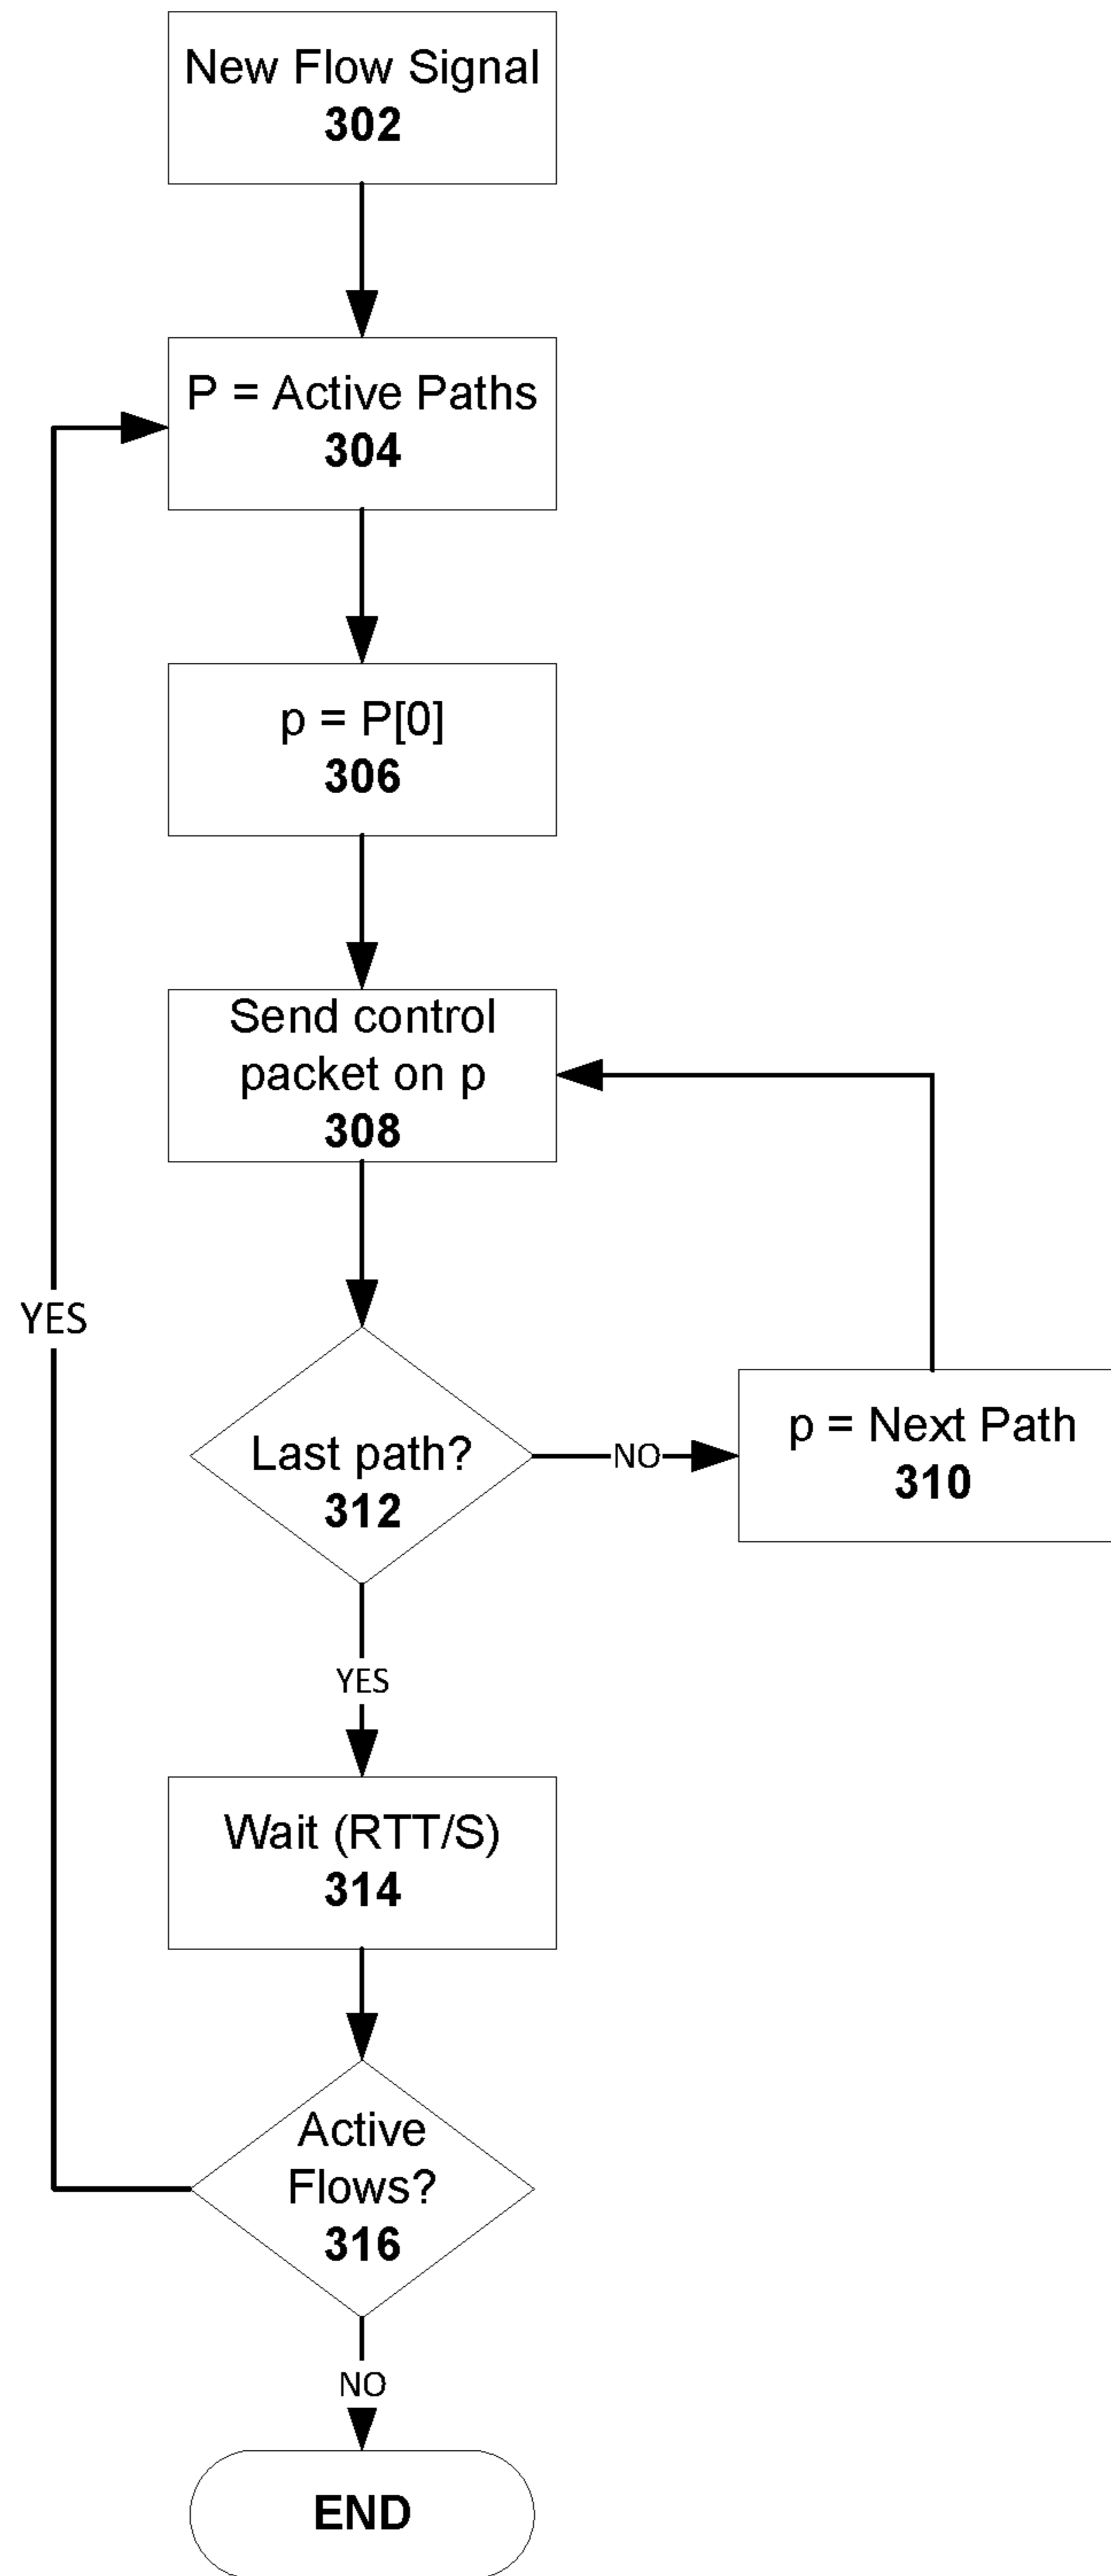 New Flow Signal
302
P = Active Paths
304
p = P[0]
306
Send control
packet on p
308
YES
Last path?
312
NO
p = Next Path
310
YES
Wait (RTT/S)
314
Active
Flows?
316
NO
END